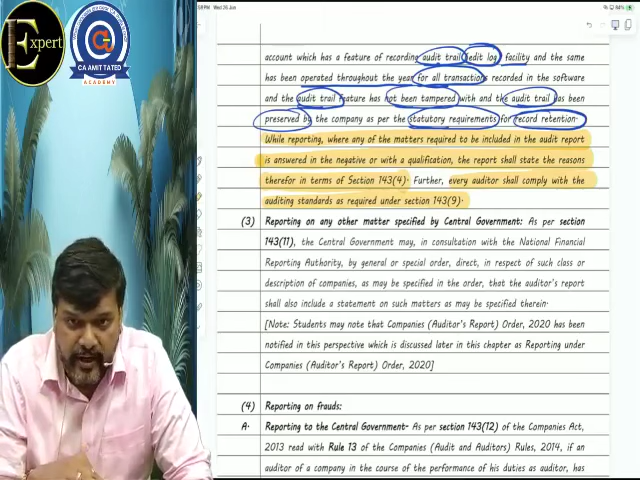 5:58 PM Wed 26 Jun
84%
Expert
CA AMIT TATED
ACADEMY
account which has a feature of recording audit trail (edit log) facility and the same
has been operated throughout the year for all transactions recorded in the software
and the audit trail feature has not been tampered with and the audit trail has been
preserved by the company as per the statutory requirements for record retention.
While reporting, where any of the matters required to be included in the audit report
is answered in the negative or with a qualification, the report shall state the reasons
therefor in terms of Section 143(4). Further, every auditor shall comply with the
auditing standards as required under section 143(9).
(3) Reporting on any other matter specified by Central Government: As per section
143(11), the Central Government may, in consultation with the National Financial
Reporting Authority, by general or special order, direct, in respect of such class or
description of companies, as may be specified in the order, that the auditor's report
shall also include a statement on such matters as may be specified therein.
[Note: Students may note that Companies (Auditor's Report) Order, 2020 has been
notified in this perspective which is discussed later in this chapter as Reporting under
Companies (Auditor's Report) Order, 2020]
(4) Reporting on frauds:
A. Reporting to the Central Government- As per section 143(12) of the Companies Act,
2013 read with Rule 13 of the Companies (Audit and Auditors) Rules, 2014, if an
auditor of a company in the course of the performance of his duties as auditor, has